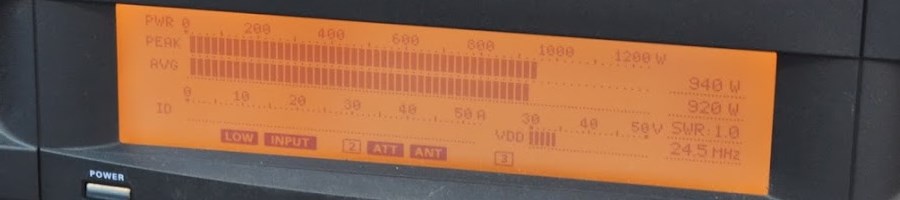 PWR 0 200 400 600 800 1000 1200 W
PEAK 940 W
AVG 920 W
ID 0 10 20 30 40 50 A
VDD 30 40 50V SWR:1.0
LOW INPUT 2 ATT ANT 2 24.5 MHz
POWER